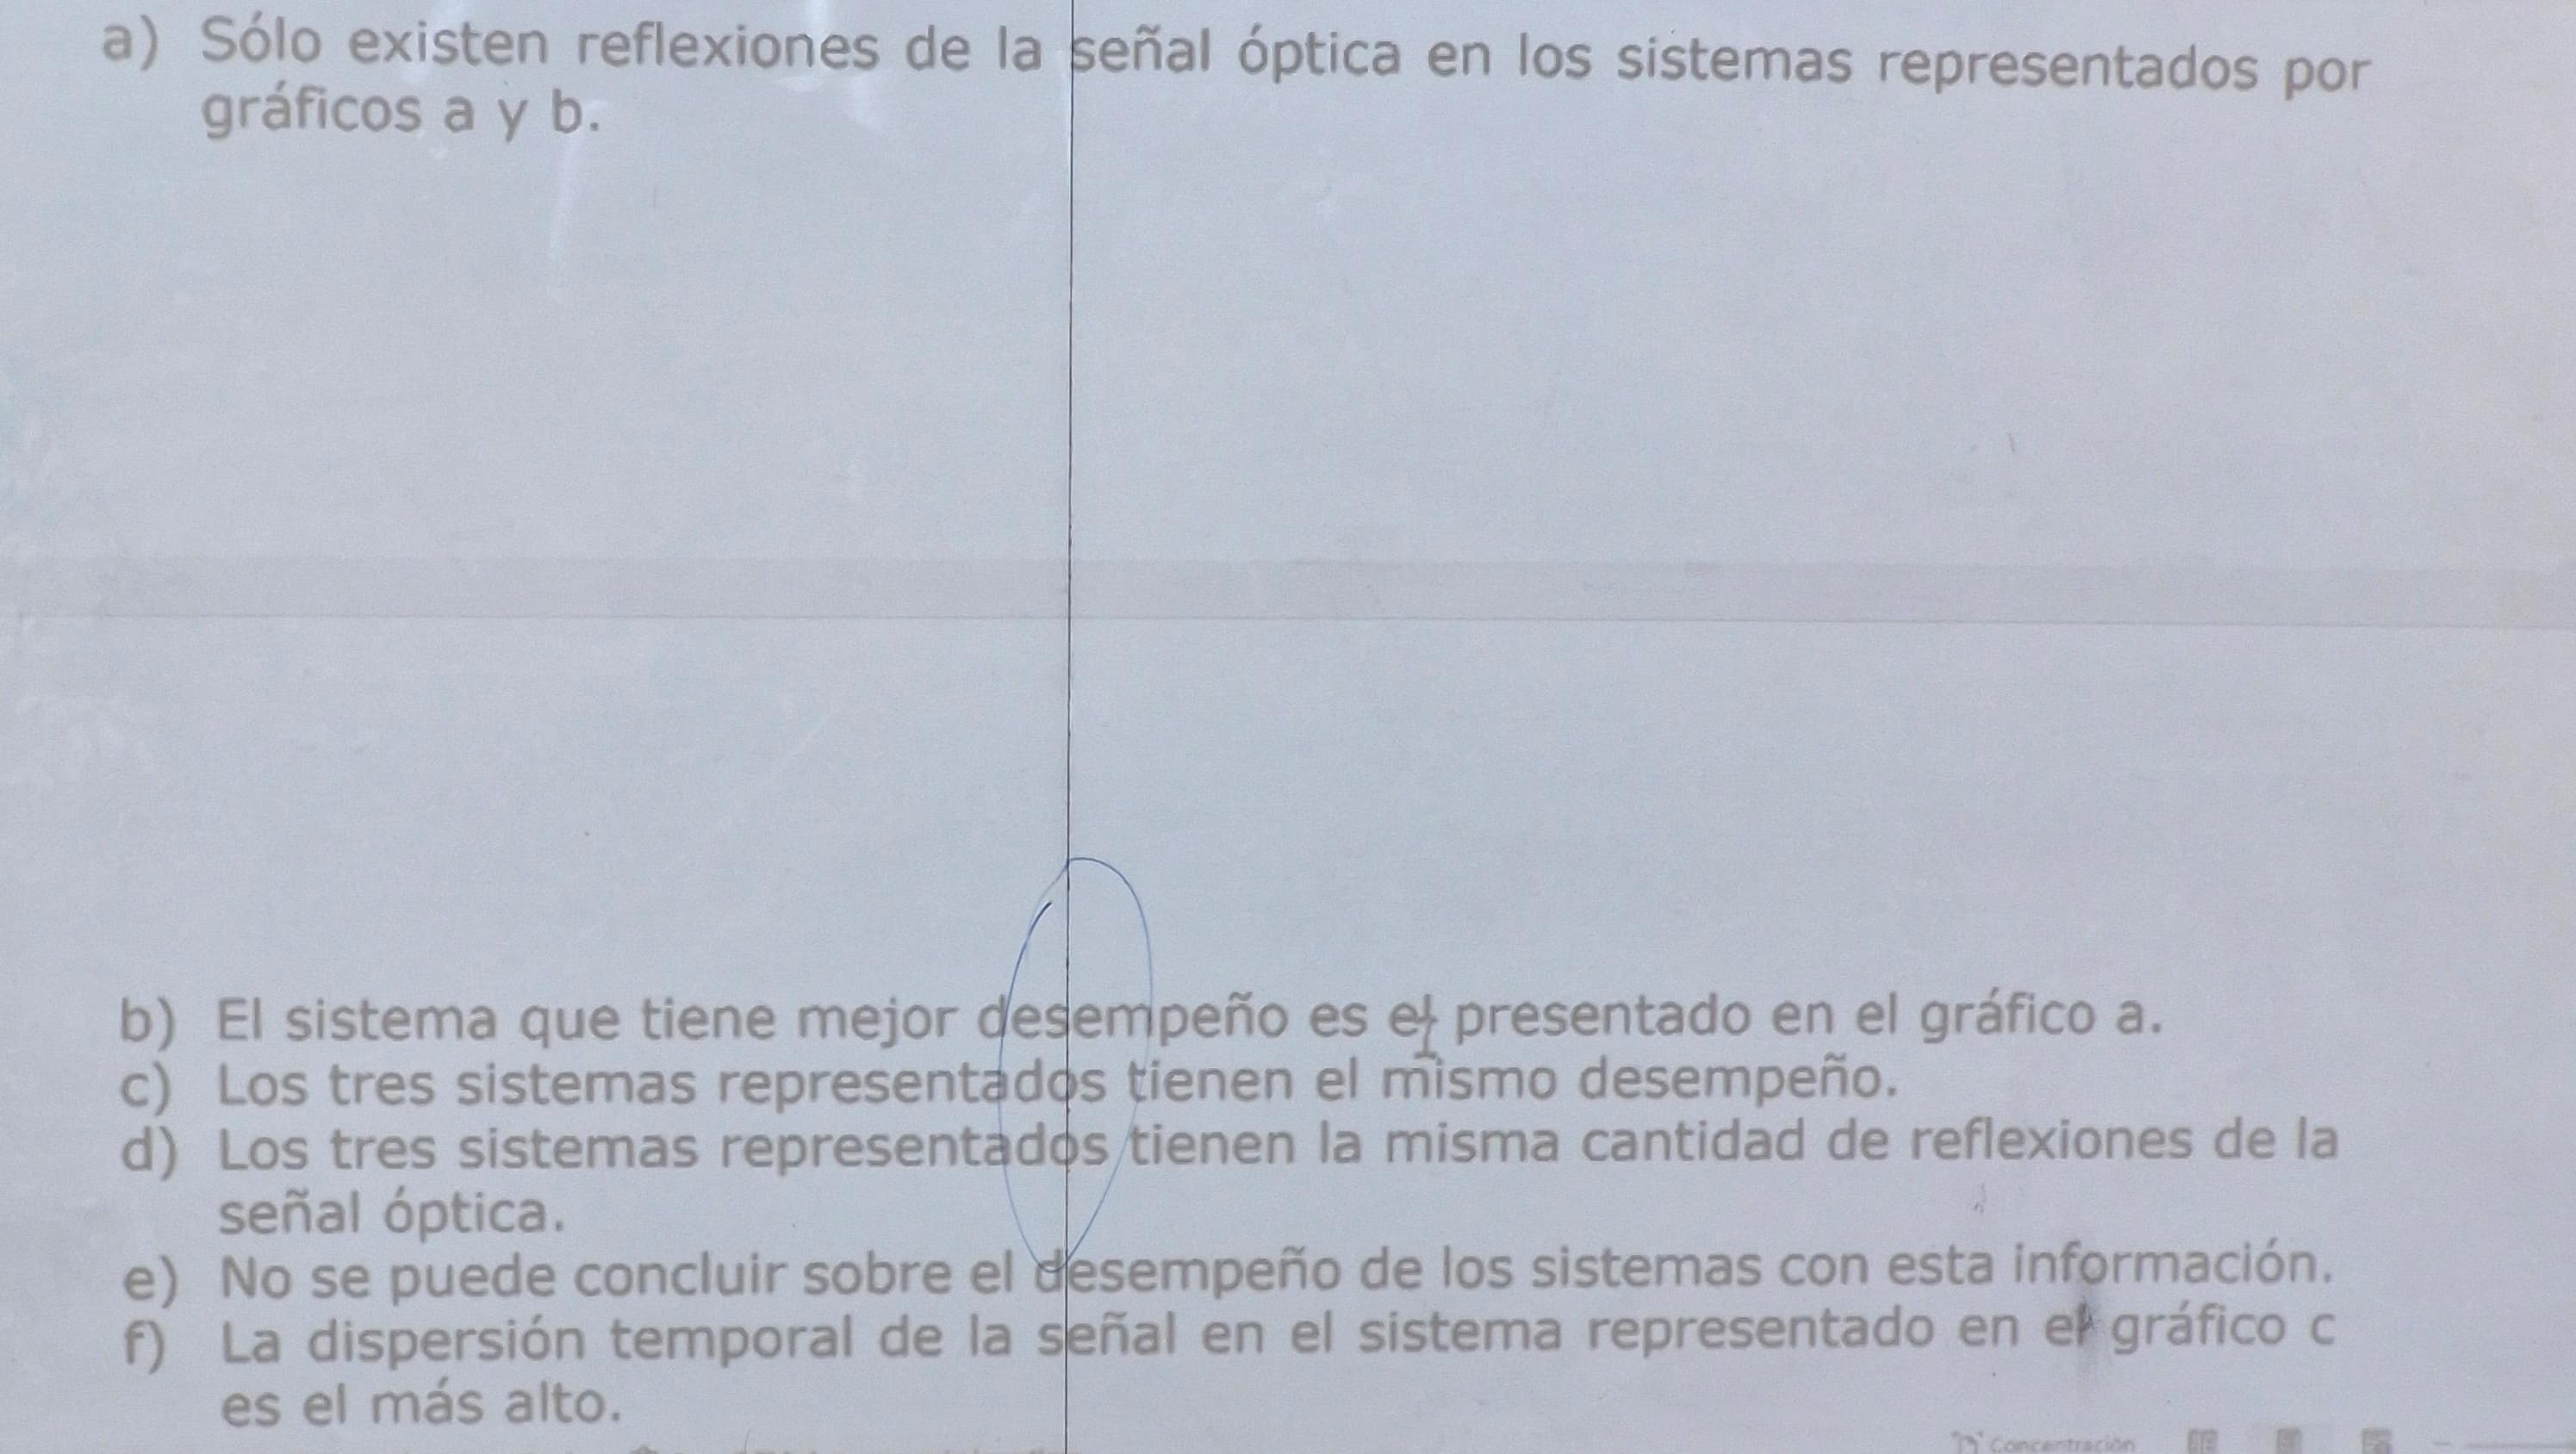 a) Sólo existen reflexiones de la señal óptica en los sistemas representados por
gráficos a y b.
b) El sistema que tiene mejor desempeño es el presentado en el gráfico a.
c) Los tres sistemas representados tienen el mismo desempeño.
d) Los tres sistemas representados tienen la misma cantidad de reflexiones de la
señal óptica.
e) No se puede concluir sobre el desempeño de los sistemas con esta información.
f) La dispersión temporal de la señal en el sistema representado en el gráfico c
es el más alto.
Concentración